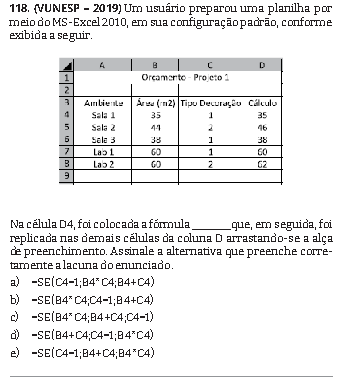 118. (VUNESP – 2019) Um usuário preparou uma planilha por
meio do MS-Excel 2010, em sua configuração padrão, conforme
exibida a seguir.
A B C D
1 Orçamento - Projeto 1
2
3 Ambiente Área (m2) Tipo Decoração Cálculo
4 Sala 1 35 1 35
5 Sala 2 44 2 46
6 Sala 3 38 1 38
7 Lab 1 60 1 60
8 Lab 2 60 2 62
9
Na célula D4, foi colocada a fórmula ______ que, em seguida, foi
replicada nas demais células da coluna D arrastando-se a alça
de preenchimento. Assinale a alternativa que preenche corre-
tamente a lacuna do enunciado.
a) =SE(C4=1;B4*C4;B4+C4)
b) =SE(B4*C4;C4=1;B4+C4)
c) =SE(B4*C4;B4+C4;C4=1)
d) =SE(B4+C4;C4=1;B4*C4)
e) =SE(C4=1;B4+C4;B4*C4)